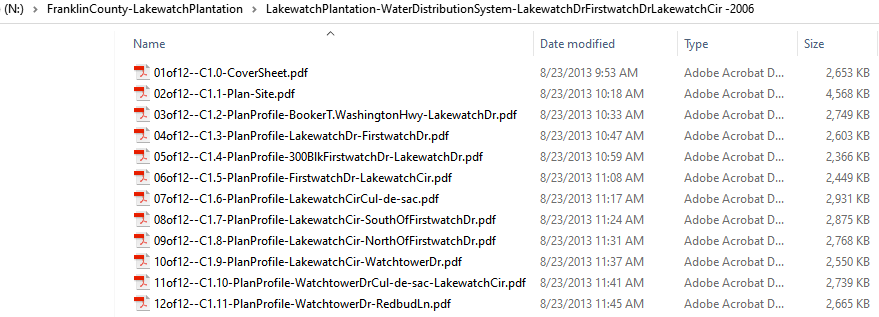 (N:) > FranklinCounty-LakewatchPlantation > LakewatchPlantation-WaterDistributionSystem-LakewatchDrFirstwatchDrLakewatchCir -2006
Name Date modified Type Size
01of12--C1.0-CoverSheet.pdf 8/23/2013 9:53 AM Adobe Acrobat D... 2,653 KB
02of12--C1.1-Plan-Site.pdf 8/23/2013 10:18 AM Adobe Acrobat D... 4,568 KB
03of12--C1.2-PlanProfile-BookerT.WashingtonHwy-LakewatchDr.pdf 8/23/2013 10:33 AM Adobe Acrobat D... 2,749 KB
04of12--C1.3-PlanProfile-LakewatchDr-FirstwatchDr.pdf 8/23/2013 10:47 AM Adobe Acrobat D... 2,603 KB
05of12--C1.4-PlanProfile-300BlkFirstwatchDr-LakewatchDr.pdf 8/23/2013 10:59 AM Adobe Acrobat D... 2,366 KB
06of12--C1.5-PlanProfile-FirstwatchDr-LakewatchCir.pdf 8/23/2013 11:08 AM Adobe Acrobat D... 2,449 KB
07of12--C1.6-PlanProfile-LakewatchCirCul-de-sac.pdf 8/23/2013 11:17 AM Adobe Acrobat D... 2,931 KB
08of12--C1.7-PlanProfile-LakewatchCir-SouthOfFirstwatchDr.pdf 8/23/2013 11:24 AM Adobe Acrobat D... 2,875 KB
09of12--C1.8-PlanProfile-LakewatchCir-NorthOfFirstwatchDr.pdf 8/23/2013 11:31 AM Adobe Acrobat D... 2,768 KB
10of12--C1.9-PlanProfile-LakewatchCir-WatchtowerDr.pdf 8/23/2013 11:37 AM Adobe Acrobat D... 2,550 KB
11of12--C1.10-PlanProfile-WatchtowerDrCul-de-sac-LakewatchCir.pdf 8/23/2013 11:41 AM Adobe Acrobat D... 2,739 KB
12of12--C1.11-PlanProfile-WatchtowerDr-RedbudLn.pdf 8/23/2013 11:45 AM Adobe Acrobat D... 2,665 KB